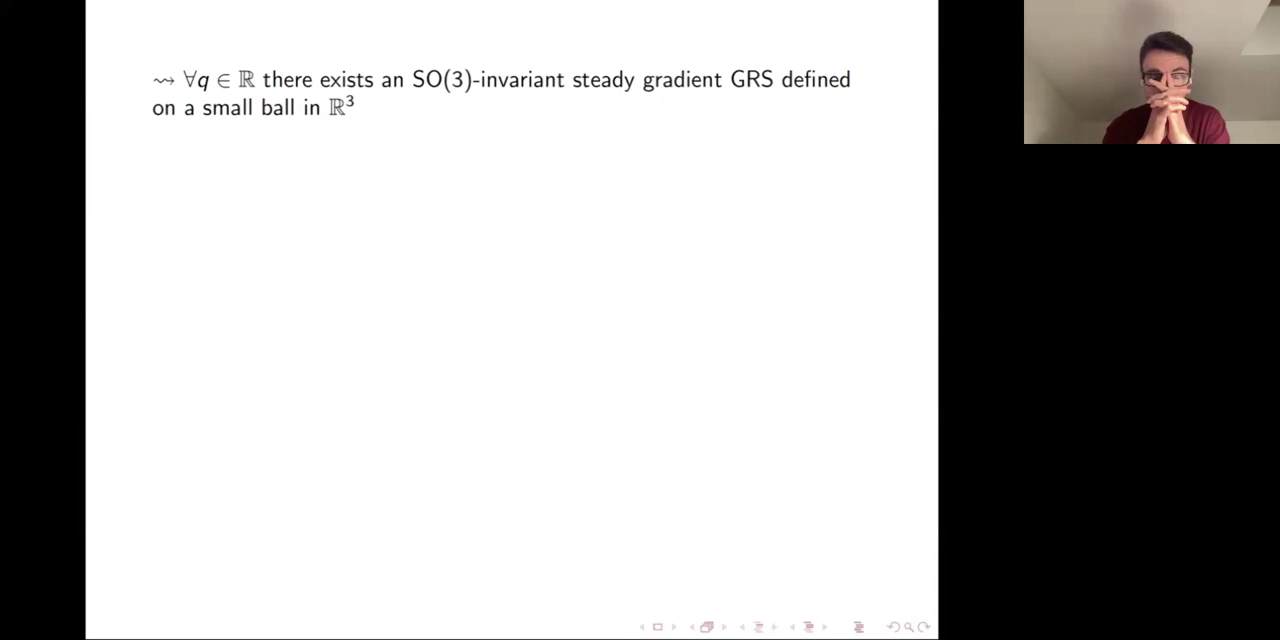 ⇝ ∀q ∈ ℝ there exists an SO(3)-invariant steady gradient GRS defined
on a small ball in ℝ³